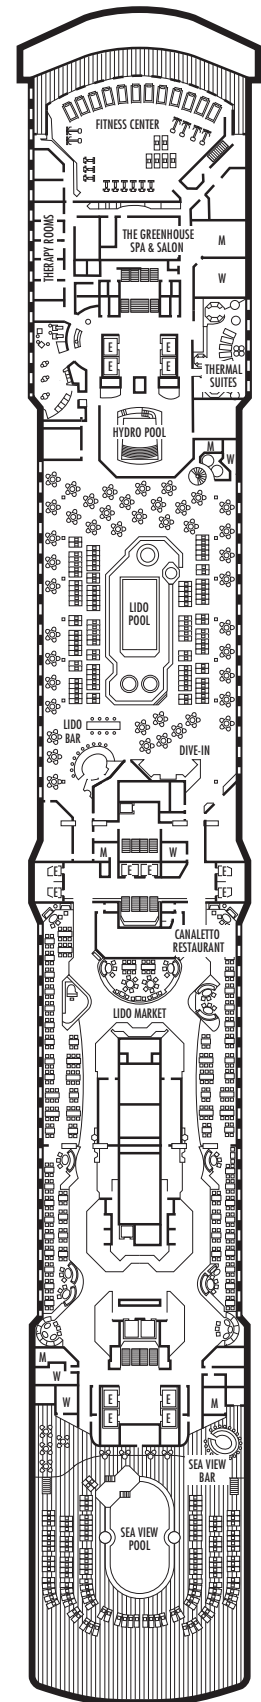 FITNESS CENTER
THERAPY ROOMS
THE GREENHOUSE
SPA & SALON
M
W
E
E
E
E
THERMAL
SUITES
HYDRO POOL
M
W
LIDO
POOL
LIDO
BAR
DIVE-IN
M
W
E
E
E
E
E
E
CANALETTO
RESTAURANT
LIDO MARKET
M
W
W
M
E
E
E
E
SEA VIEW
BAR
SEA VIEW
POOL